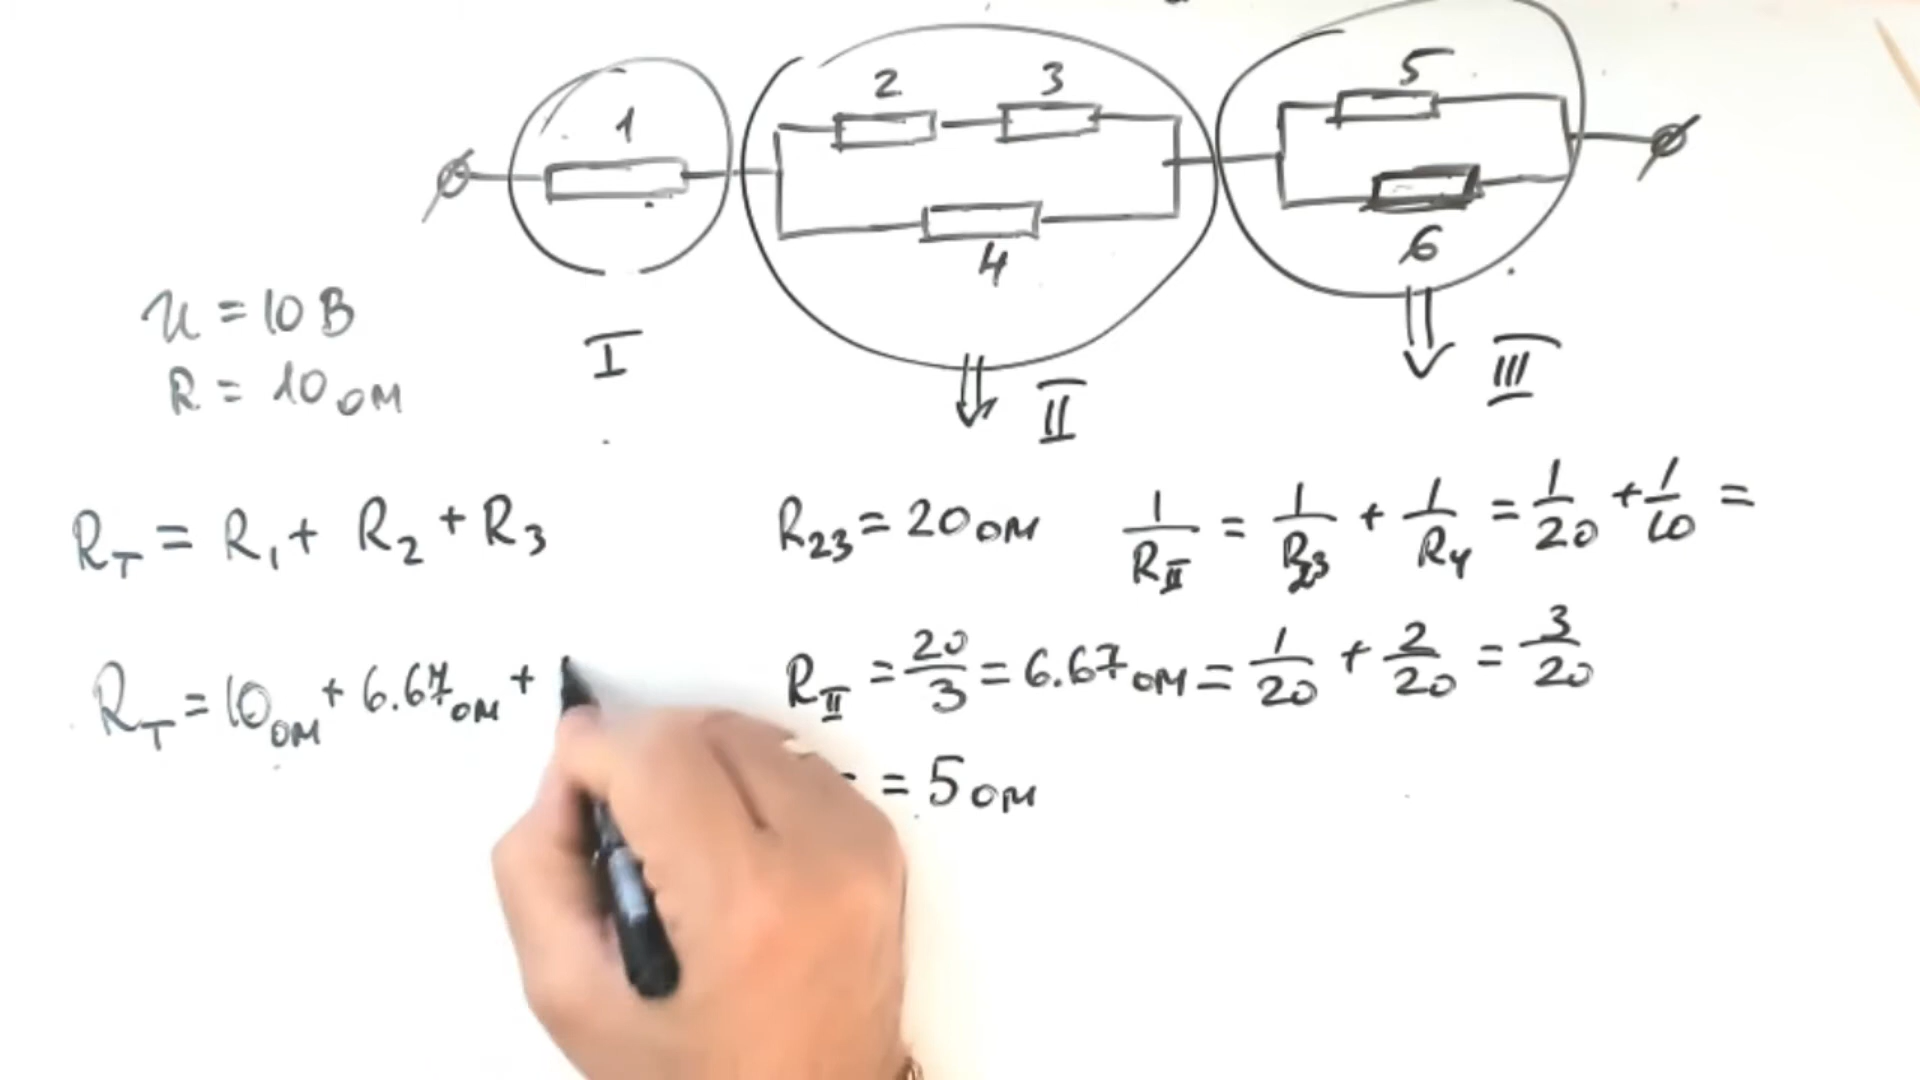 1
2 3
4
5
6
I
II
III
U = 10 В
R = 10 ом
R_T = R_1 + R_2 + R_3
R_23 = 20 ом 1/R_II = 1/R_23 + 1/R_4 = 1/20 + 1/10 =
R_T = 10 ом + 6.67 ом +
R_II = 20/3 = 6.67 ом = 1/20 + 2/20 = 3/20
= 5 ом